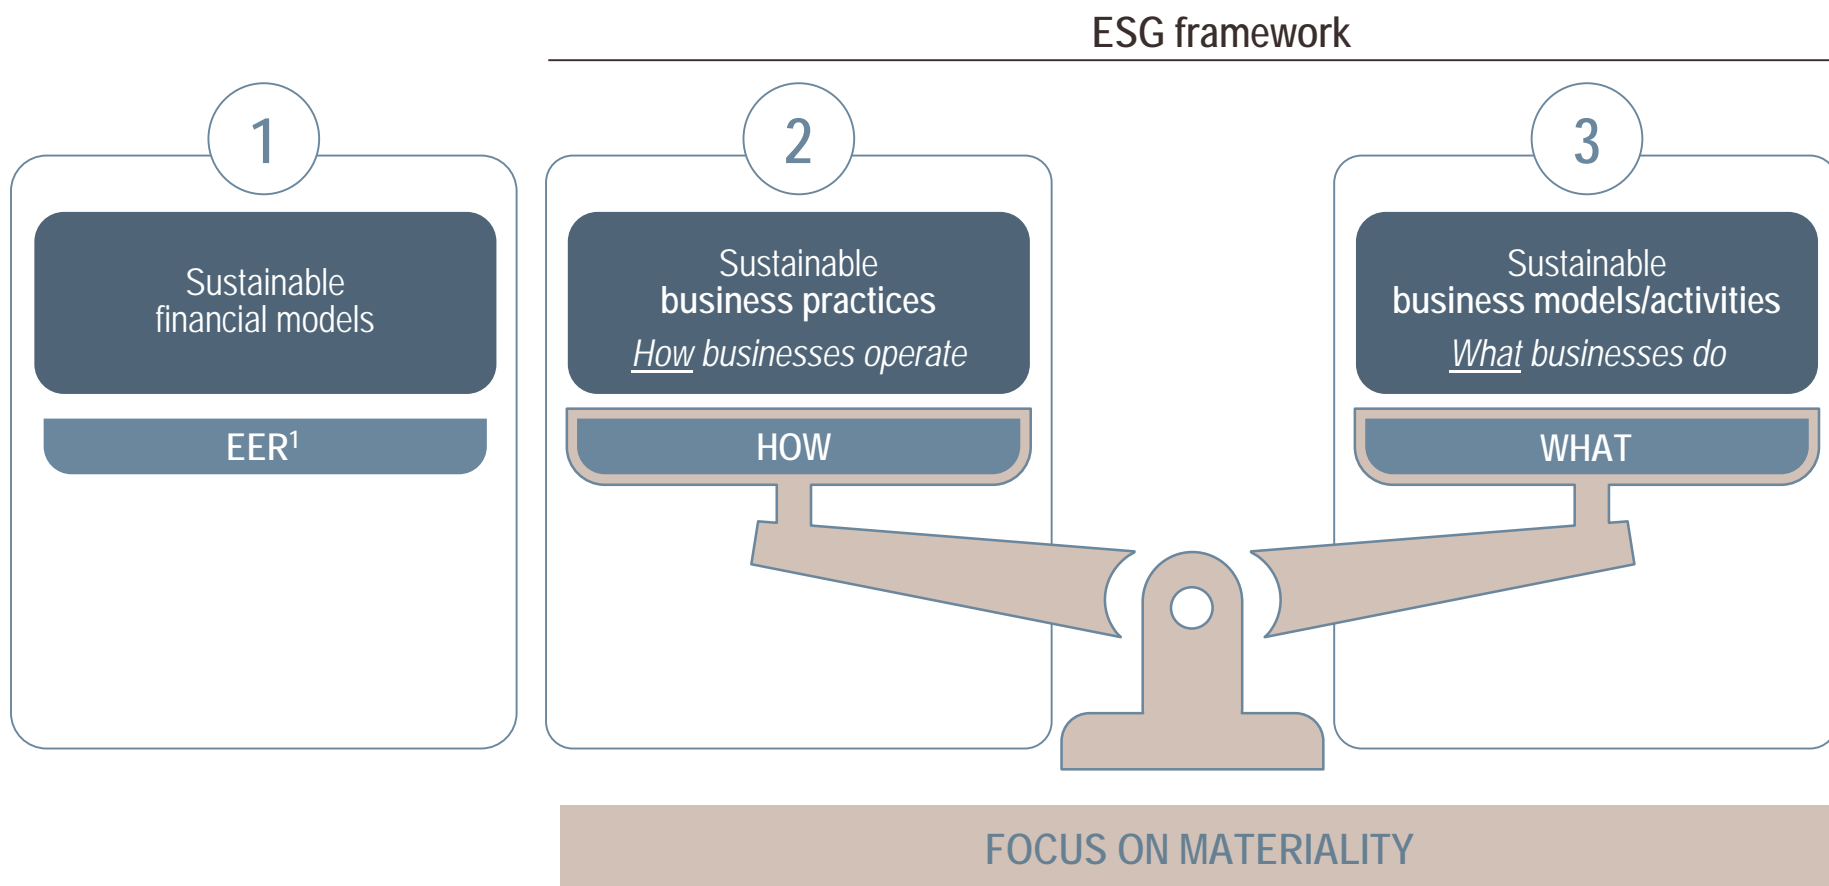 ESG framework
1
Sustainable
financial models
EER¹
2
Sustainable
business practices
How businesses operate
HOW
3
Sustainable
business models/activities
What businesses do
WHAT
FOCUS ON MATERIALITY